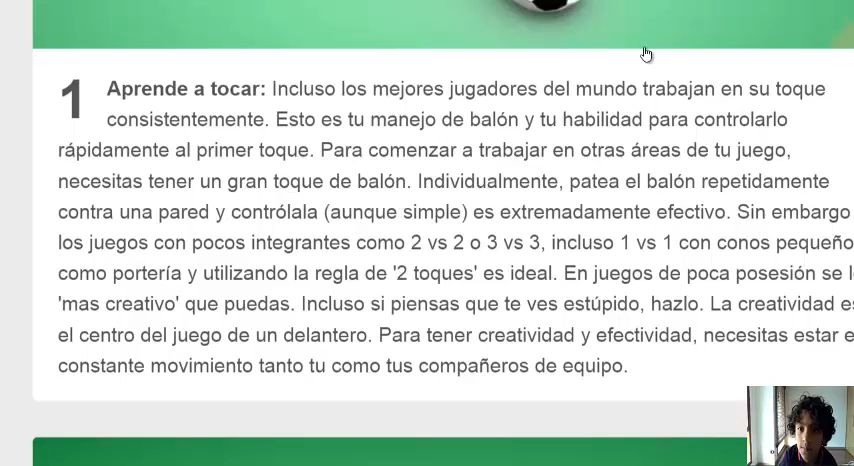 1 Aprende a tocar: Incluso los mejores jugadores del mundo trabajan en su toque
consistentemente. Esto es tu manejo de balón y tu habilidad para controlarlo
rápidamente al primer toque. Para comenzar a trabajar en otras áreas de tu juego,
necesitas tener un gran toque de balón. Individualmente, patea el balón repetidamente
contra una pared y contrólala (aunque simple) es extremadamente efectivo. Sin embargo
los juegos con pocos integrantes como 2 vs 2 o 3 vs 3, incluso 1 vs 1 con conos pequeño
como portería y utilizando la regla de '2 toques' es ideal. En juegos de poca posesión se l
'mas creativo' que puedas. Incluso si piensas que te ves estúpido, hazlo. La creatividad es
el centro del juego de un delantero. Para tener creatividad y efectividad, necesitas estar e
constante movimiento tanto tu como tus compañeros de equipo.